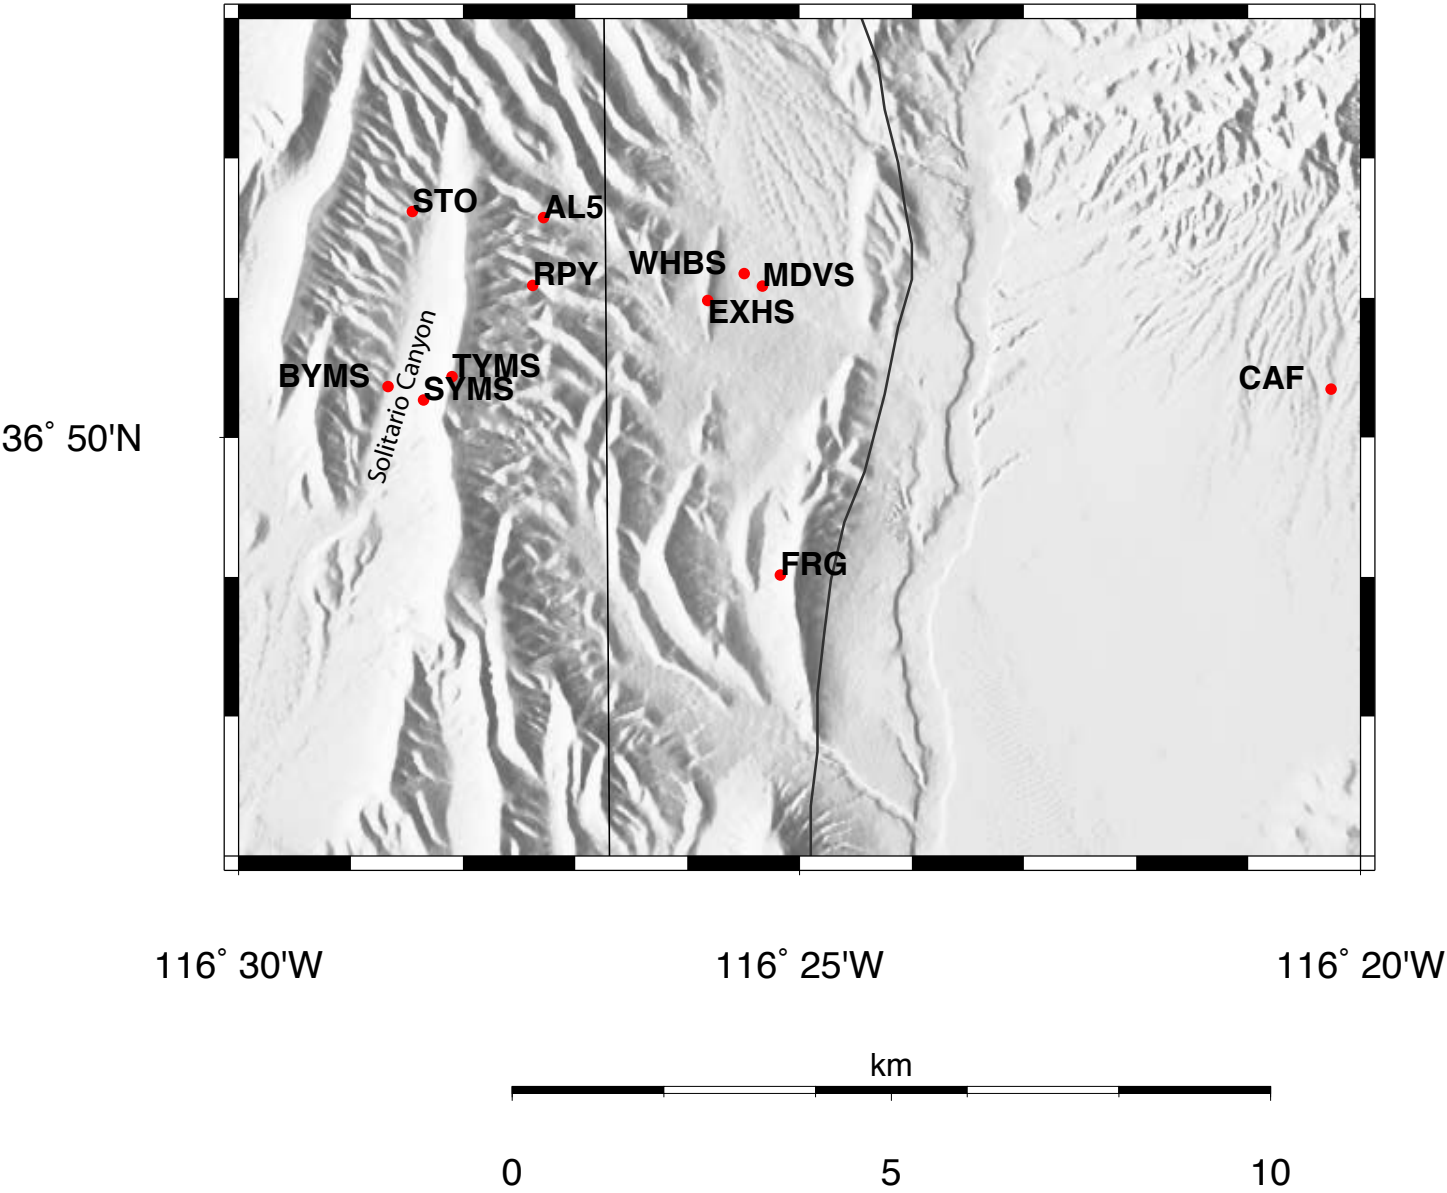 STO
AL5
WHBS
MDVS
RPY
EXHS
Solitario Canyon
TYMS
BYMS
SYMS
CAF
36° 50'N
FRG
116° 30'W
116° 25'W
116° 20'W
km
0
5
10